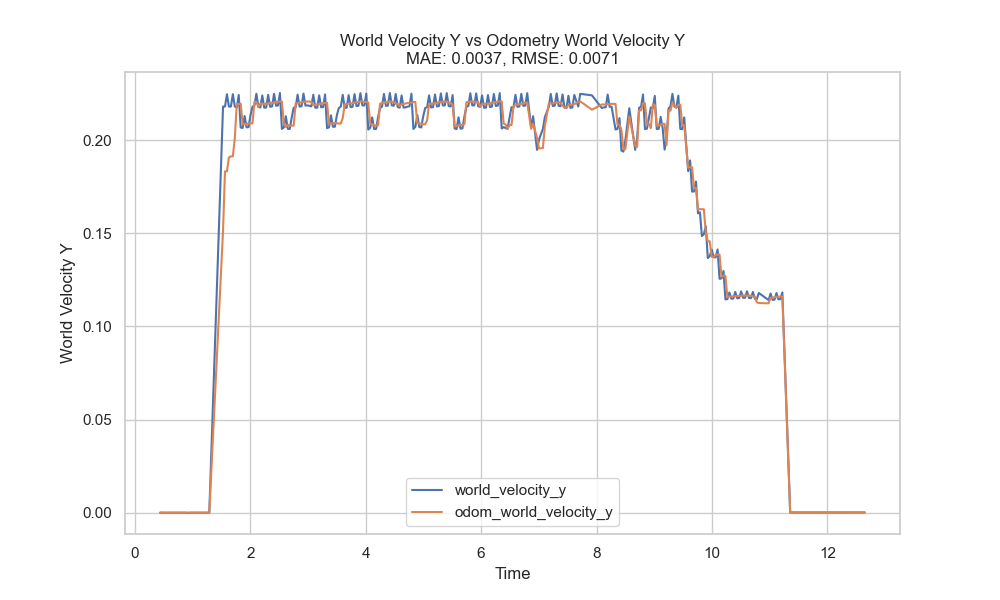 World Velocity Y vs Odometry World Velocity Y
MAE: 0.0037, RMSE: 0.0071
World Velocity Y
0.20
0.15
0.10
0.05
0.00
world_velocity_y
odom_world_velocity_y
0 2 4 6 8 10 12
Time